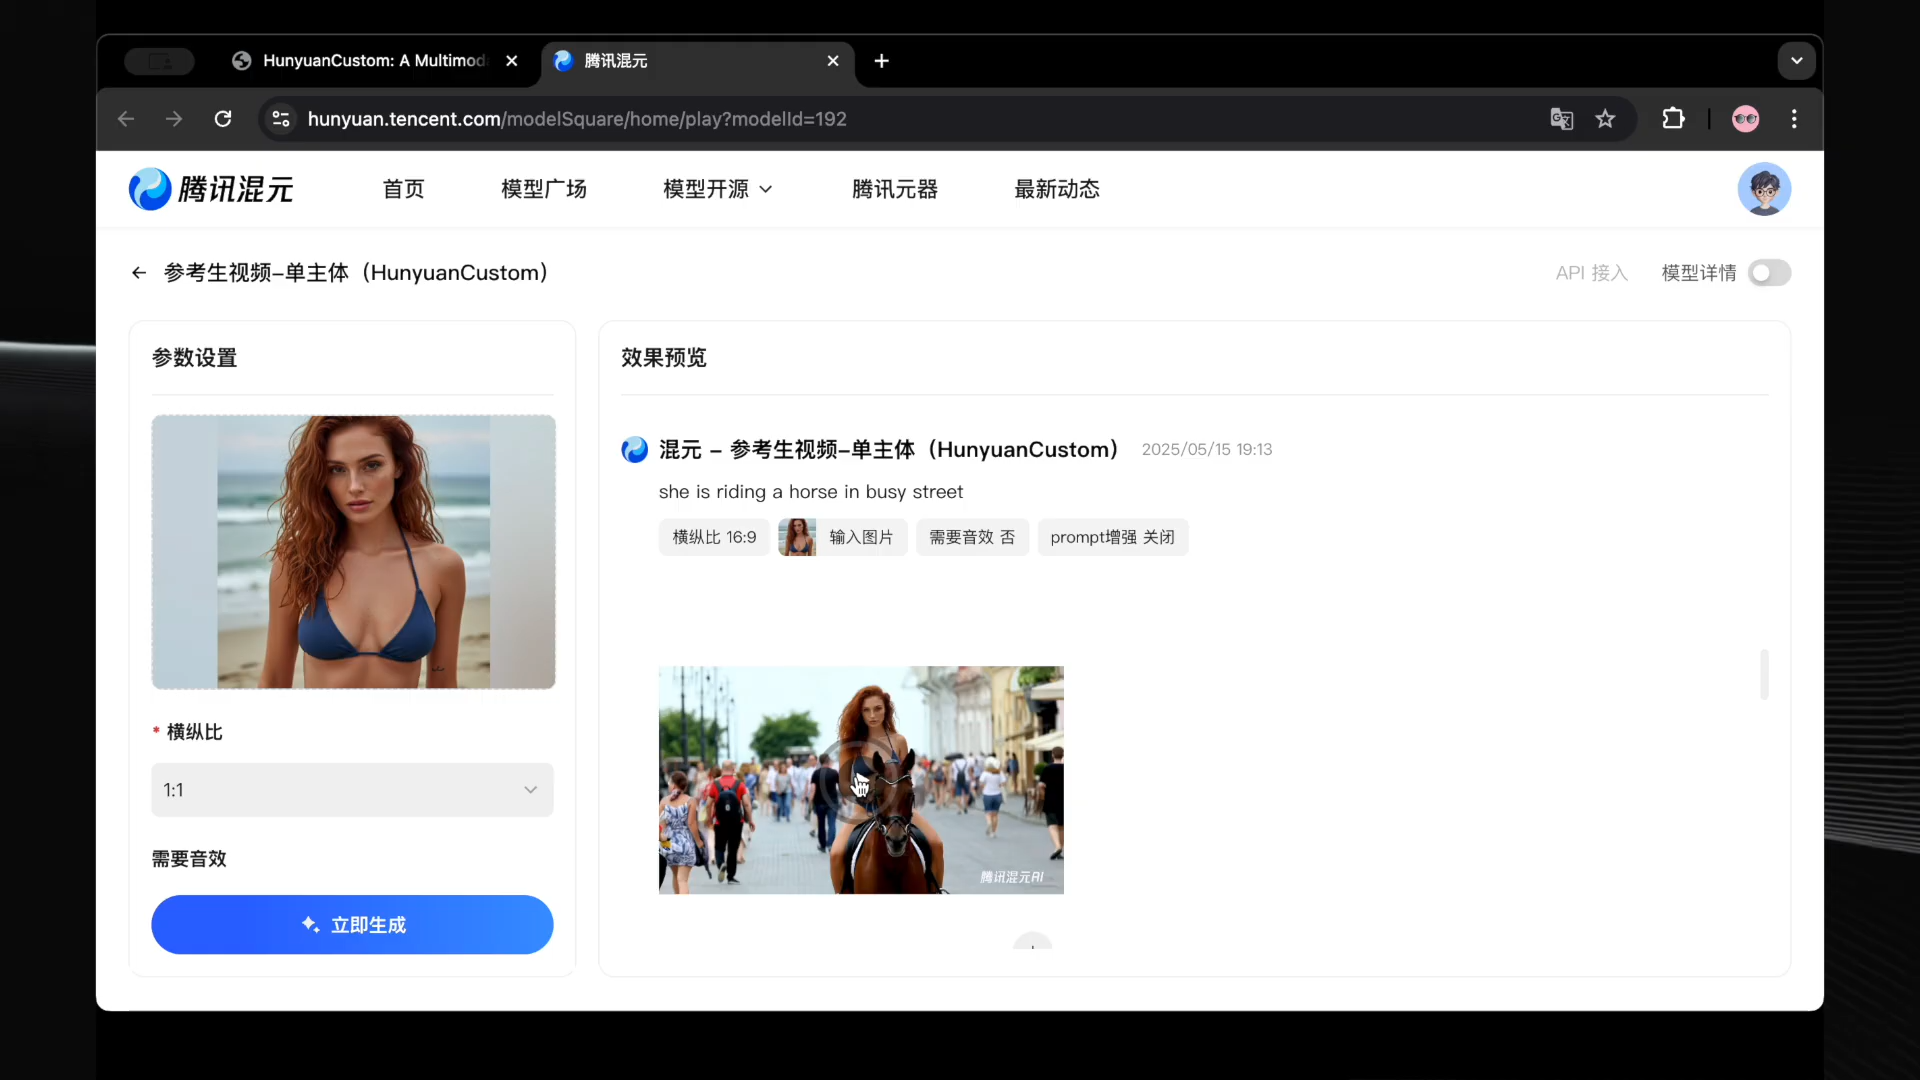 HunyuanCustom: A Multimod
腾讯混元
hunyuan.tencent.com/modelSquare/home/play?modelId=192
腾讯混元
首页
模型广场
模型开源
腾讯元器
最新动态
参考生视频–单主体（HunyuanCustom）
API 接入
模型详情
参数设置
* 横纵比
1:1
需要音效
立即生成
效果预览
混元 – 参考生视频–单主体（HunyuanCustom）
2025/05/15 19:13
she is riding a horse in busy street
横纵比 16:9
输入图片
需要音效 否
prompt增强 关闭
腾讯混元AI